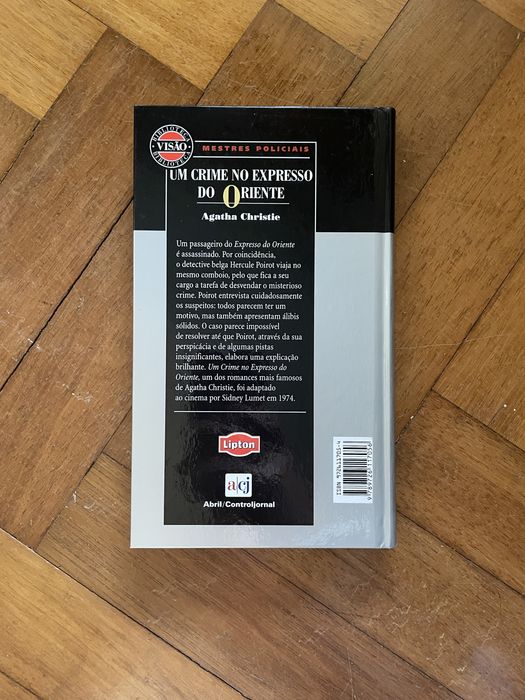 BIBLIOTECA
VISÃO
BIBLIOTECA
MESTRES POLICIAIS
UM CRIME NO EXPRESSO
DO ORIENTE
Agatha Christie
Um passageiro do Expresso do Oriente
é assassinado. Por coincidência,
o detective belga Hercule Poirot viaja no
mesmo comboio, pelo que fica a seu
cargo a tarefa de desvendar o misterioso
crime. Poirot entrevista cuidadosamente
os suspeitos: todos parecem ter um
motivo, mas também apresentam álibis
sólidos. O caso parece impossível
de resolver até que Poirot, através da sua
perspicácia e de algumas pistas
insignificantes, elabora uma explicação
brilhante. Um Crime no Expresso do
Oriente, um dos romances mais famosos
de Agatha Christie, foi adaptado
ao cinema por Sidney Lumet em 1974.
Lipton
a/cj
Abril/Controljornal
ISBN 972611705-4
9789726117056